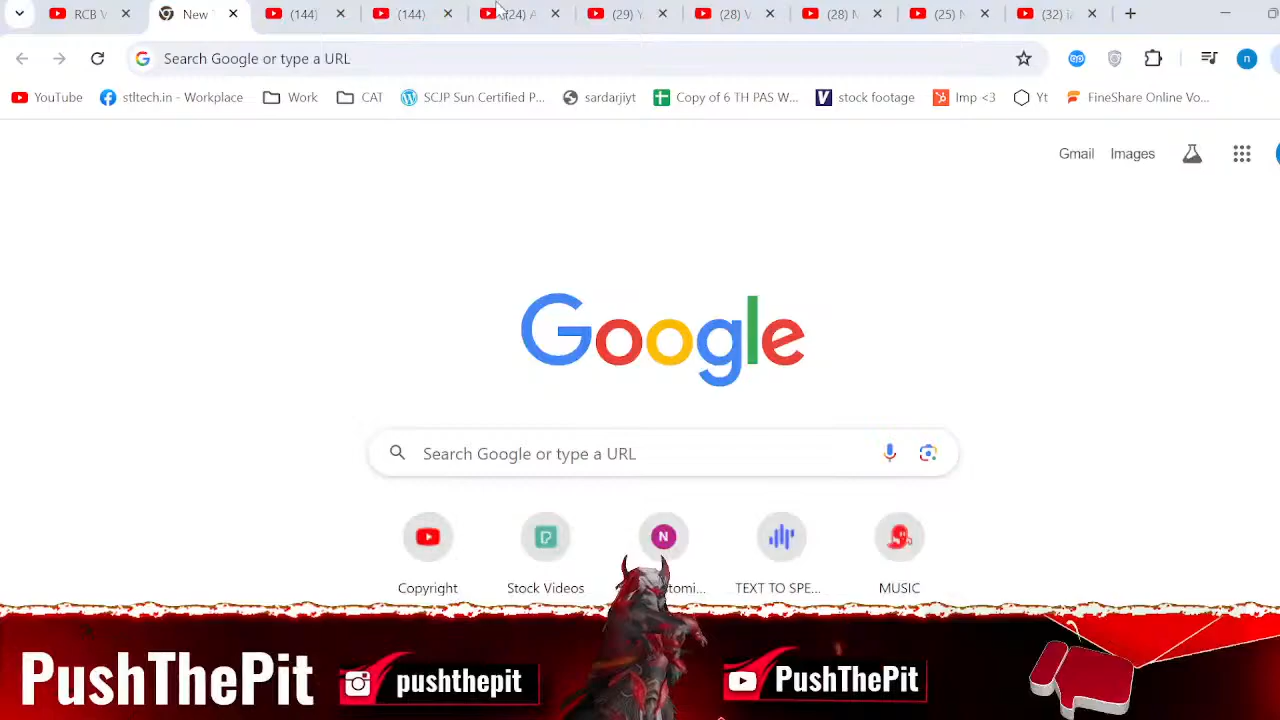 RCB V
New
(144)
(144)
(24) A
(29) Y
(28) V
(28) M
(25) N
(32) i
Search Google or type a URL
n
YouTube
stltech.in - Workplace
Work
CAT
SCJP Sun Certified P...
sardarjiyt
Copy of 6 TH PAS W...
stock footage
Imp <3
Yt
FineShare Online Vo...
Gmail
Images
Google
Search Google or type a URL
N
Copyright
Stock Videos
tomi...
TEXT TO SPE...
MUSIC
PushThePit
pushthepit
PushThePit